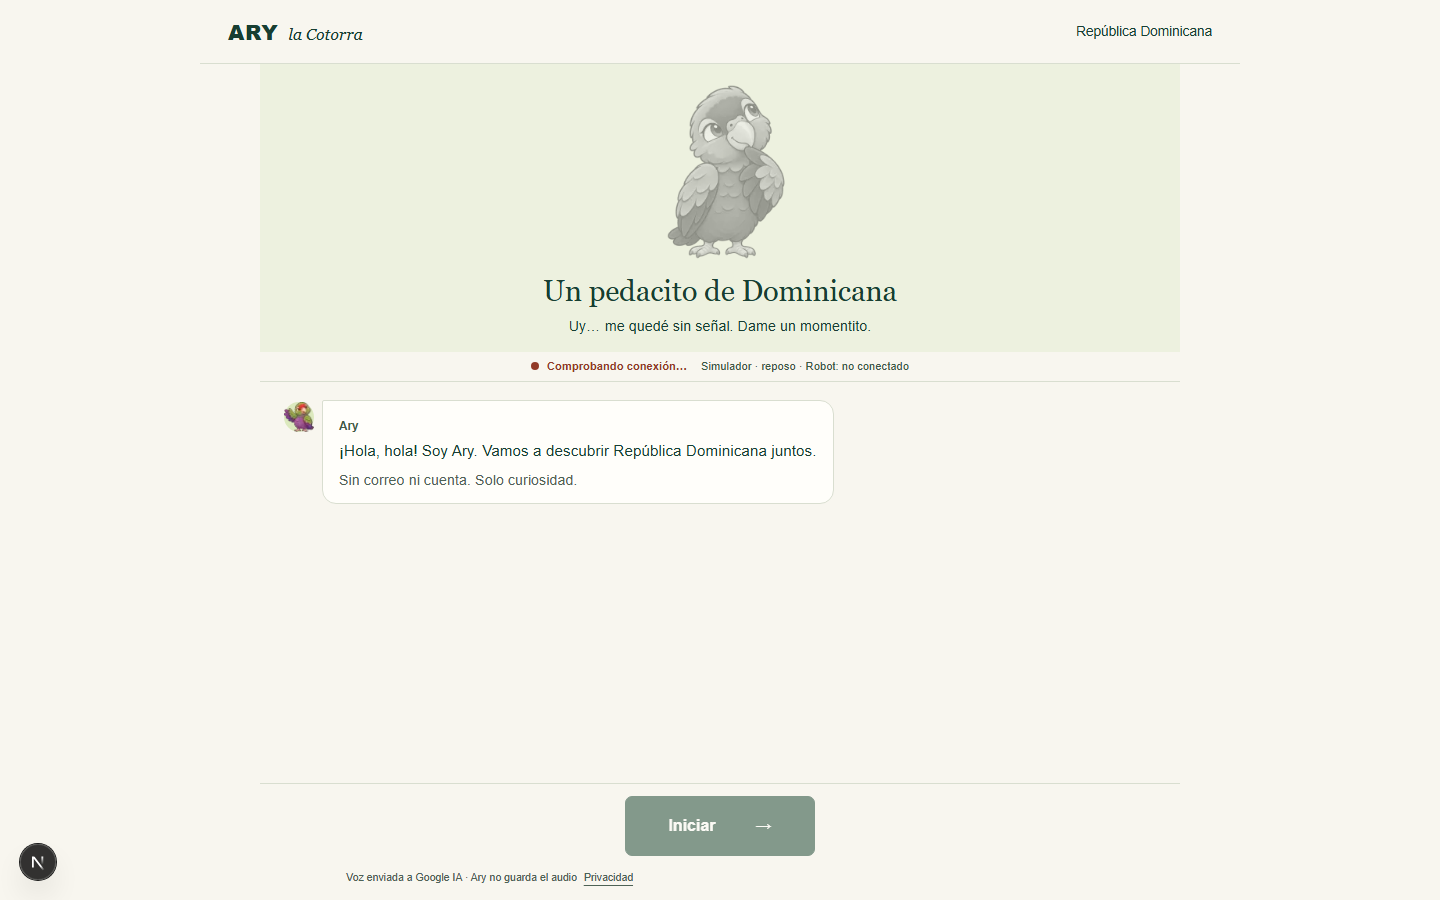 ARY la Cotorra
República Dominicana
Un pedacito de Dominicana
Uy… me quedé sin señal. Dame un momentito.
Comprobando conexión… Simulador · reposo · Robot: no conectado
Ary
¡Hola, hola! Soy Ary. Vamos a descubrir República Dominicana juntos.
Sin correo ni cuenta. Solo curiosidad.
Iniciar →
N
Voz enviada a Google IA · Ary no guarda el audio Privacidad